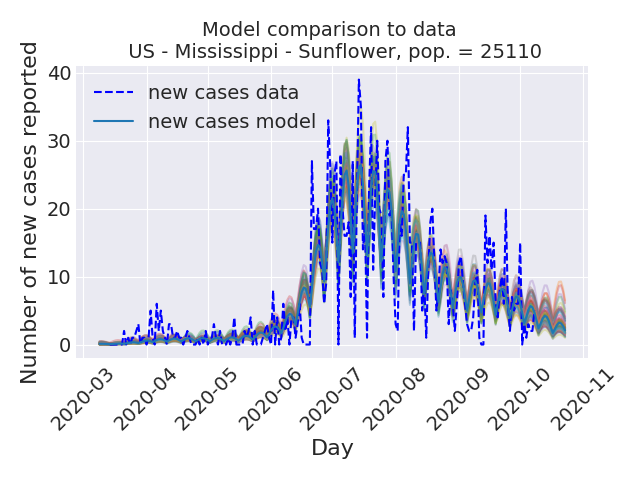 Model comparison to data
US - Mississippi - Sunflower, pop. = 25110
Number of new cases reported
40
30
20
10
0
new cases data
new cases model
2020-03
2020-04
2020-05
2020-06
2020-07
2020-08
2020-09
2020-10
2020-11
Day